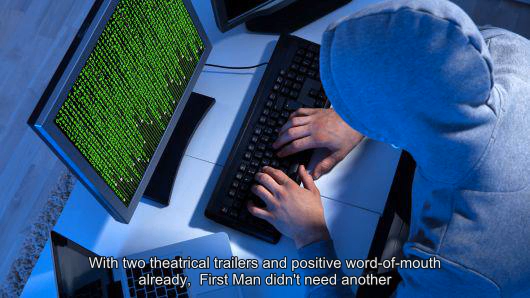 With two theatrical trailers and positive word-of-mouth
already,  First Man didn't need another